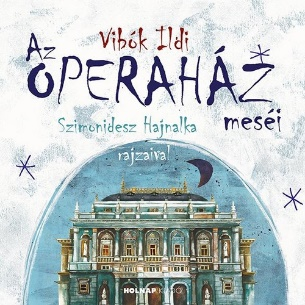 Vibók Ildi
Az
OPERAHÁZ
meséi
Szimonidesz Hajnalka
rajzaival
HOLNAP KIADÓ